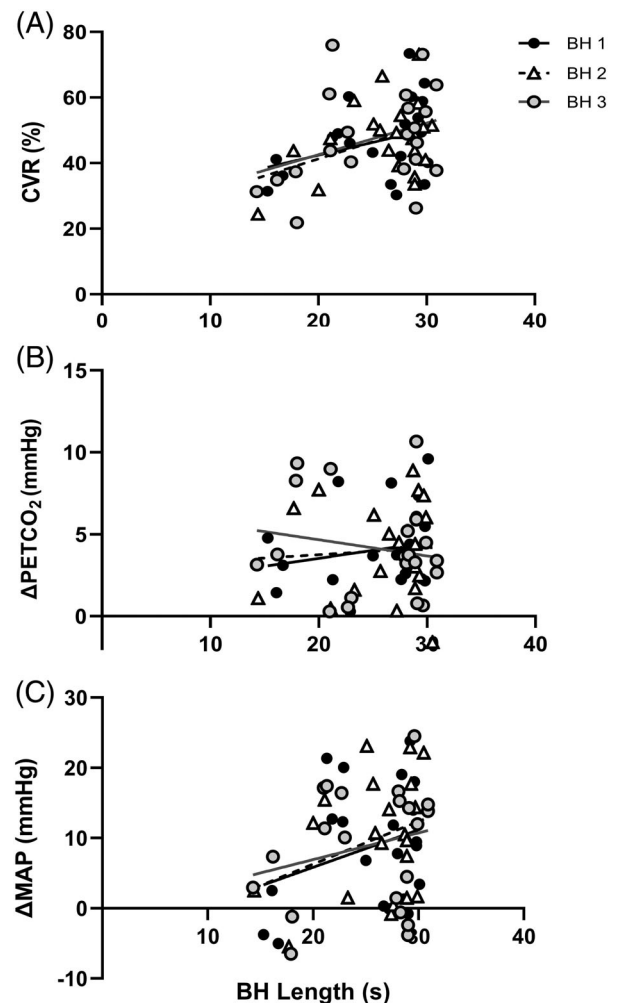 (A)
80
60
40
20
0
CVR (%)
0 10 20 30 40
BH 1
BH 2
BH 3
(B)
15
10
5
0
ΔPETCO₂ (mmHg)
10 20 30 40
(C)
30
20
10
0
-10
ΔMAP (mmHg)
10 20 30 40
BH Length (s)